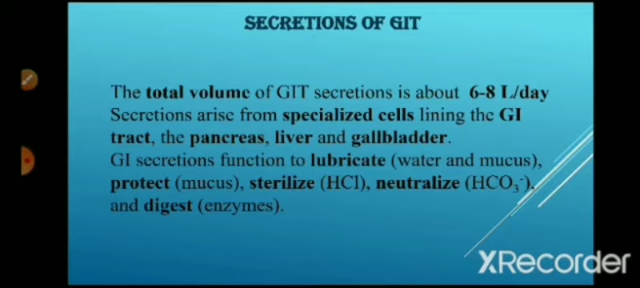 SECRETIONS OF GIT
The total volume of GIT secretions is about 6-8 L/day
Secretions arise from specialized cells lining the GI
tract, the pancreas, liver and gallbladder.
GI secretions function to lubricate (water and mucus),
protect (mucus), sterilize (HCl), neutralize (HCO₃⁻),
and digest (enzymes).
XRecorder